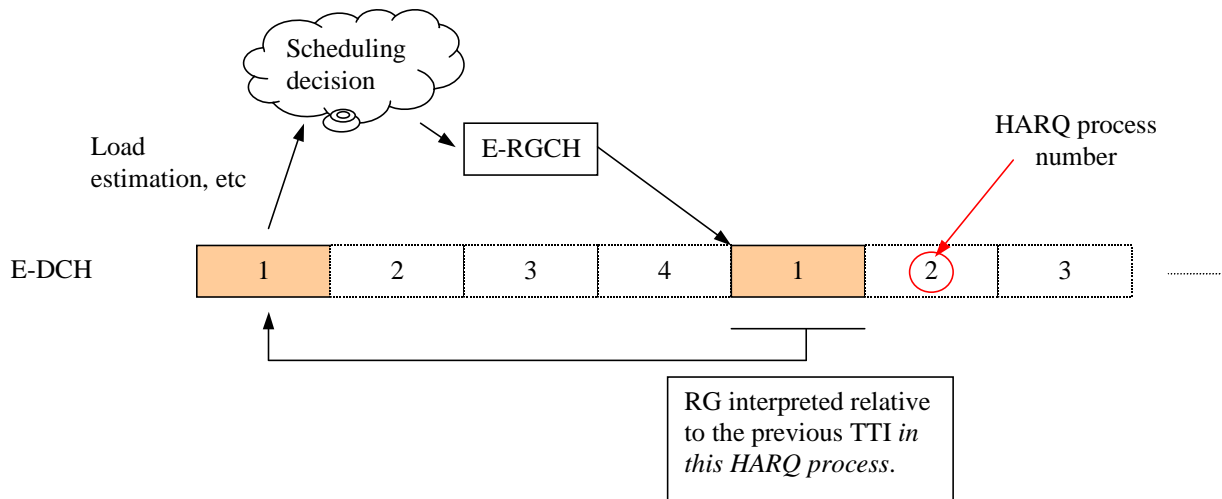 Scheduling
decision
HARQ process
number
E-RGCH
Load
estimation, etc
E-DCH
1
2
3
4
1
2
3
RG interpreted relative
to the previous TTI in
this HARQ process.